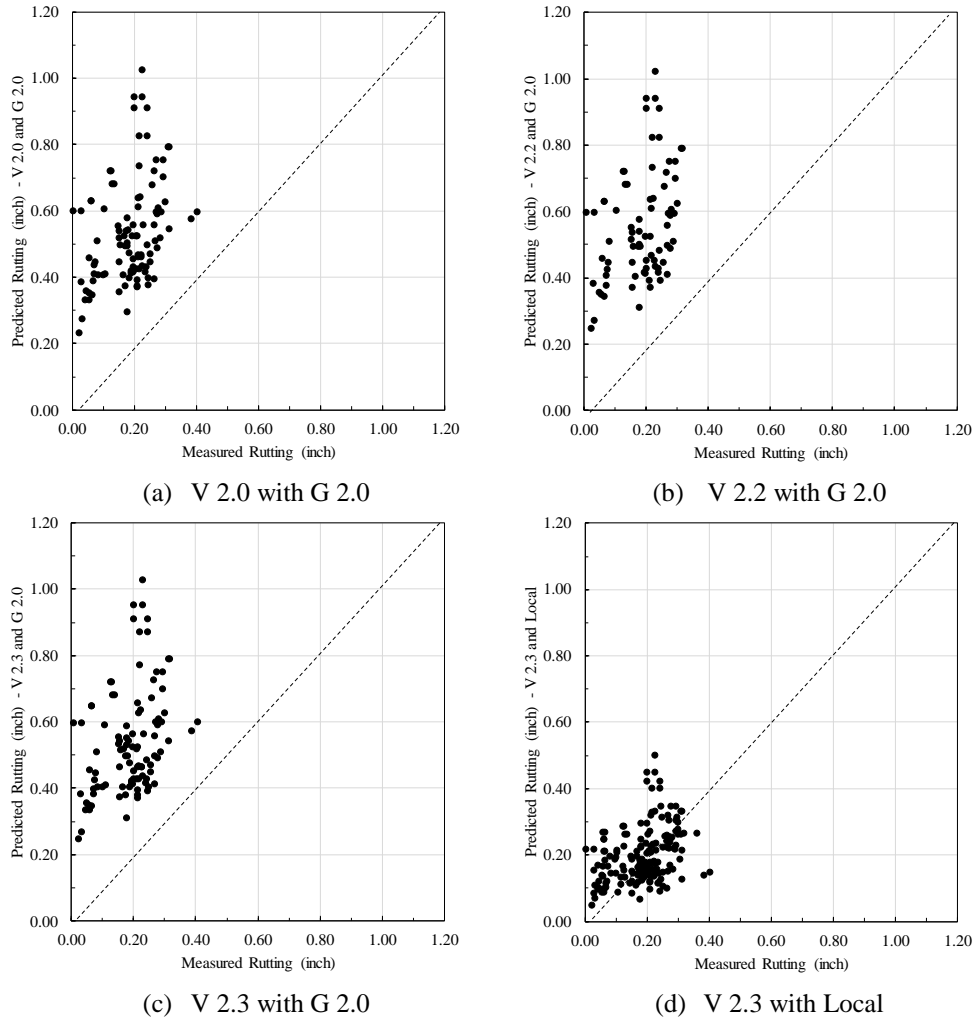 1.20
1.00
0.80
0.60
0.40
0.20
0.00
Predicted Rutting (inch) - V 2.0 and G 2.0
0.00 0.20 0.40 0.60 0.80 1.00 1.20
Measured Rutting (inch)
(a) V 2.0 with G 2.0
1.20
1.00
0.80
0.60
0.40
0.20
0.00
Predicted Rutting (inch) - V 2.2 and G 2.0
0.00 0.20 0.40 0.60 0.80 1.00 1.20
Measured Rutting (inch)
(b) V 2.2 with G 2.0
1.20
1.00
0.80
0.60
0.40
0.20
0.00
Predicted Rutting (inch) - V 2.3 and G 2.0
0.00 0.20 0.40 0.60 0.80 1.00 1.20
Measured Rutting (inch)
(c) V 2.3 with G 2.0
1.20
1.00
0.80
0.60
0.40
0.20
0.00
Predicted Rutting (inch) - V 2.3 and Local
0.00 0.20 0.40 0.60 0.80 1.00 1.20
Measured Rutting (inch)
(d) V 2.3 with Local